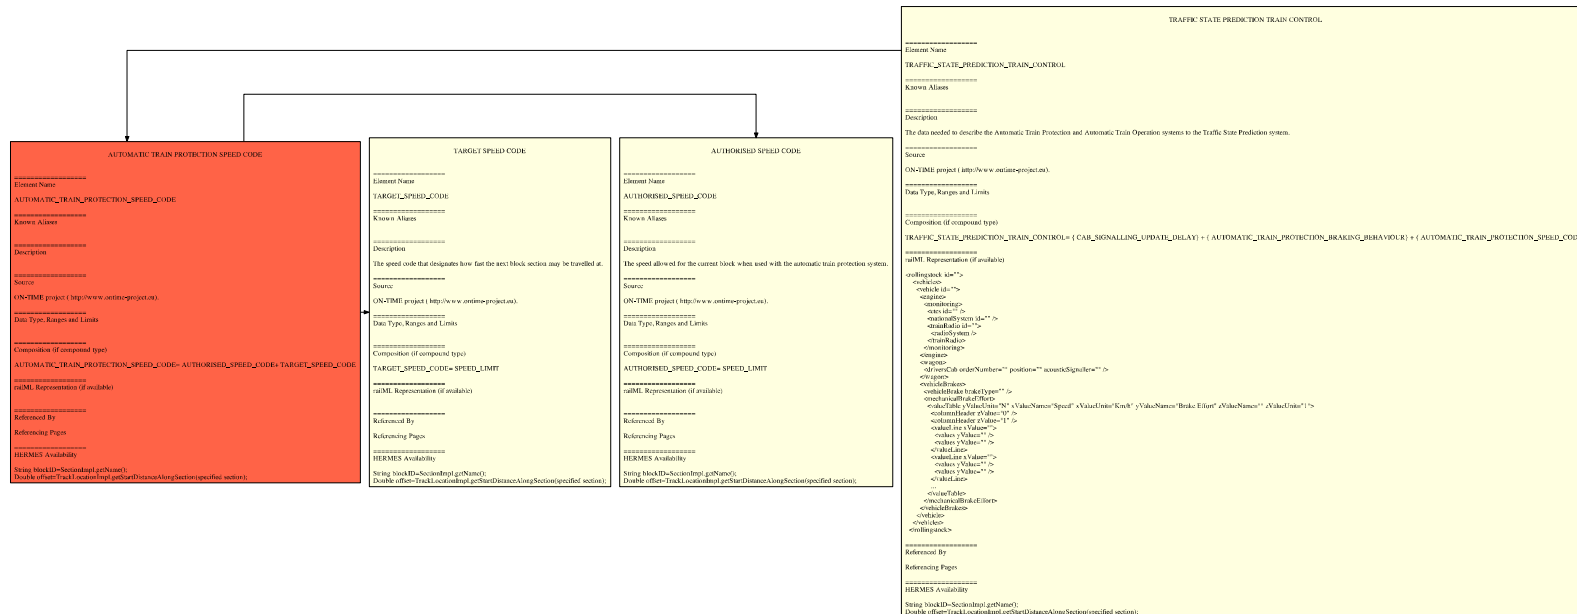 AUTOMATIC TRAIN PROTECTION SPEED CODE
==================
Element Name
AUTOMATIC_TRAIN_PROTECTION_SPEED_CODE
==================
Known Aliases
==================
Description
==================
Source
ON-TIME project ( http://www.ontime-project.eu).
==================
Data Type, Ranges and Limits
==================
Composition (if compound type)
AUTOMATIC_TRAIN_PROTECTION_SPEED_CODE= AUTHORISED_SPEED_CODE+ TARGET_SPEED_CODE
==================
railML Representation (if available)
==================
Referenced By
Referencing Pages
==================
HERMES Availability
String blockID=SectionImpl.getName();
Double offset=TrackLocationImpl.getStartDistanceAlongSection(specified section);
TARGET SPEED CODE
==================
Element Name
TARGET_SPEED_CODE
==================
Known Aliases
==================
Description
The speed code that designates how fast the next block section may be travelled at.
==================
Source
ON-TIME project ( http://www.ontime-project.eu).
==================
Data Type, Ranges and Limits
==================
Composition (if compound type)
TARGET_SPEED_CODE= SPEED_LIMIT
==================
railML Representation (if available)
==================
Referenced By
Referencing Pages
==================
HERMES Availability
String blockID=SectionImpl.getName();
Double offset=TrackLocationImpl.getStartDistanceAlongSection(specified section);
AUTHORISED SPEED CODE
==================
Element Name
AUTHORISED_SPEED_CODE
==================
Known Aliases
==================
Description
The speed allowed for the current block when used with the automatic train protection system.
==================
Source
ON-TIME project ( http://www.ontime-project.eu).
==================
Data Type, Ranges and Limits
==================
Composition (if compound type)
AUTHORISED_SPEED_CODE= SPEED_LIMIT
==================
railML Representation (if available)
==================
Referenced By
Referencing Pages
==================
HERMES Availability
String blockID=SectionImpl.getName();
Double offset=TrackLocationImpl.getStartDistanceAlongSection(specified section);
TRAFFIC STATE PREDICTION TRAIN CONTROL
==================
Element Name
TRAFFIC_STATE_PREDICTION_TRAIN_CONTROL
==================
Known Aliases
==================
Description
The data needed to describe the Automatic Train Protection and Automatic Train Operation systems to the Traffic State Prediction system.
==================
Source
ON-TIME project ( http://www.ontime-project.eu).
==================
Data Type, Ranges and Limits
==================
Composition (if compound type)
TRAFFIC_STATE_PREDICTION_TRAIN_CONTROL= { CAB_SIGNALLING_UPDATE_DELAY} + { AUTOMATIC_TRAIN_PROTECTION_BRAKING_BEHAVIOUR} + { AUTOMATIC_TRAIN_PROTECTION_SPEED_COD
==================
railML Representation (if available)
<rollingstock id="">
<vehicles>
<vehicle id="">
<engine>
<monitoring>
<etcs id="" />
<nationalSystem id="" />
<trainRadio id="">
<radioSystem />
</trainRadio>
</monitoring>
</engine>
<wagon>
<driversCab orderNumber="" position="" acousticSignaller="" />
</wagon>
<vehicleBrakes>
<vehicleBrake brakeType="" />
<mechanicalBrakeEffort>
<valueTable yValueUnit="N" xValueName="Speed" xValueUnit="Km/h" yValueName="Brake Effort" zValueName="" zValueUnit="1">
<columnHeader zValue="0" />
<columnHeader zValue="1" />
<valueLine xValue="">
<values yValue="" />
<values yValue="" />
</valueLine>
<valueLine xValue="">
<values yValue="" />
<values yValue="" />
</valueLine>
...
</valueTable>
</mechanicalBrakeEffort>
</vehicleBrakes>
</vehicle>
</vehicles>
</rollingstock>
==================
Referenced By
Referencing Pages
==================
HERMES Availability
String blockID=SectionImpl.getName();
Double offset=TrackLocationImpl.getStartDistanceAlongSection(specified section);